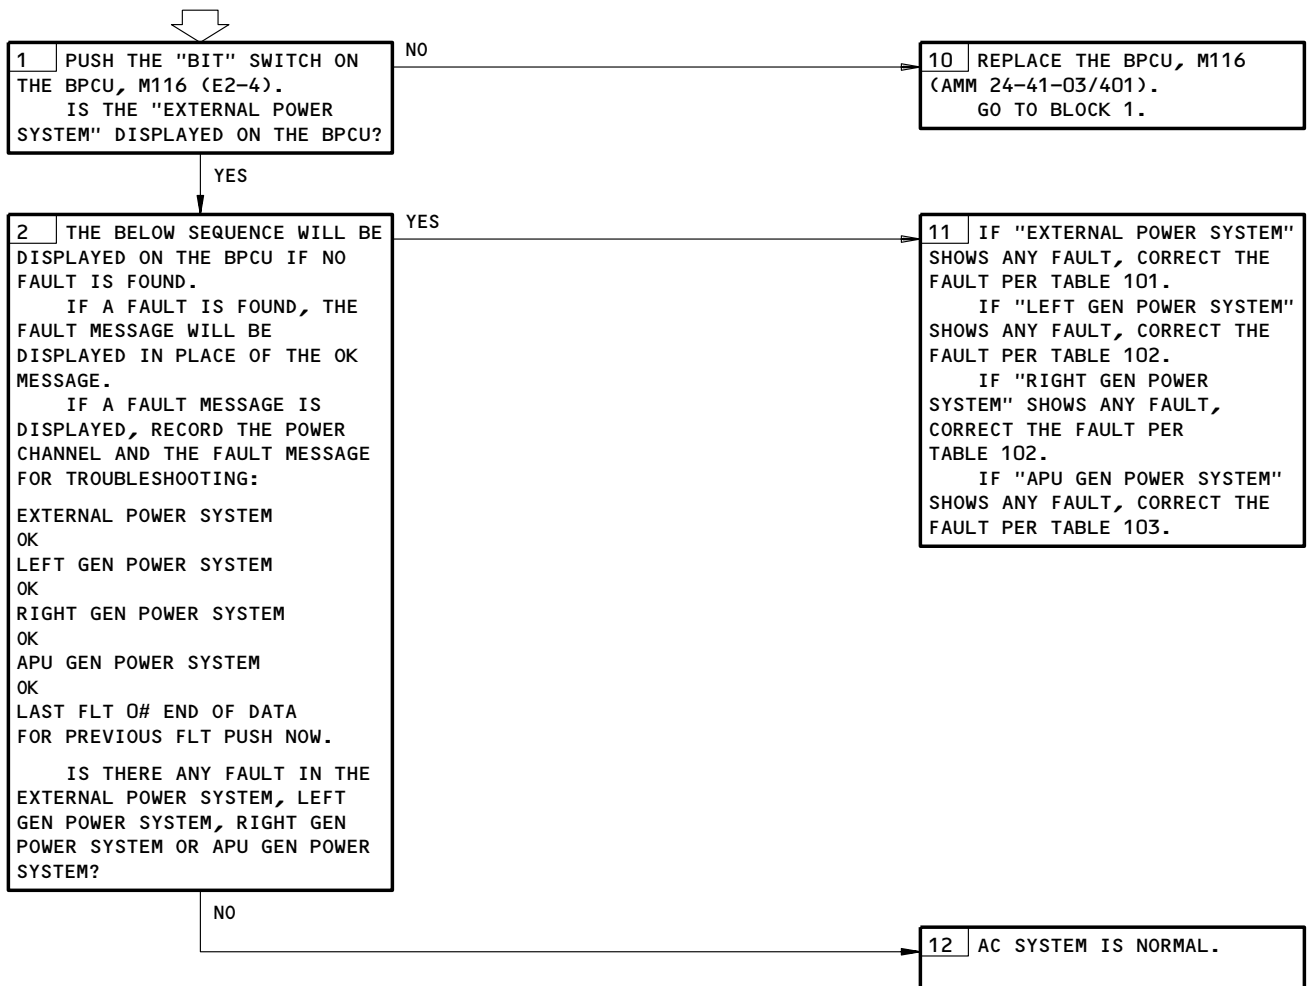 1 PUSH THE "BIT" SWITCH ON
THE BPCU, M116 (E2-4).
IS THE "EXTERNAL POWER
SYSTEM" DISPLAYED ON THE BPCU?
NO
10 REPLACE THE BPCU, M116
(AMM 24-41-03/401).
GO TO BLOCK 1.
YES
2 THE BELOW SEQUENCE WILL BE
DISPLAYED ON THE BPCU IF NO
FAULT IS FOUND.
IF A FAULT IS FOUND, THE
FAULT MESSAGE WILL BE
DISPLAYED IN PLACE OF THE OK
MESSAGE.
IF A FAULT MESSAGE IS
DISPLAYED, RECORD THE POWER
CHANNEL AND THE FAULT MESSAGE
FOR TROUBLESHOOTING:
EXTERNAL POWER SYSTEM
OK
LEFT GEN POWER SYSTEM
OK
RIGHT GEN POWER SYSTEM
OK
APU GEN POWER SYSTEM
OK
LAST FLT 0# END OF DATA
FOR PREVIOUS FLT PUSH NOW.
IS THERE ANY FAULT IN THE
EXTERNAL POWER SYSTEM, LEFT
GEN POWER SYSTEM, RIGHT GEN
POWER SYSTEM OR APU GEN POWER
SYSTEM?
YES
11 IF "EXTERNAL POWER SYSTEM"
SHOWS ANY FAULT, CORRECT THE
FAULT PER TABLE 101.
IF "LEFT GEN POWER SYSTEM"
SHOWS ANY FAULT, CORRECT THE
FAULT PER TABLE 102.
IF "RIGHT GEN POWER
SYSTEM" SHOWS ANY FAULT,
CORRECT THE FAULT PER
TABLE 102.
IF "APU GEN POWER SYSTEM"
SHOWS ANY FAULT, CORRECT THE
FAULT PER TABLE 103.
NO
12 AC SYSTEM IS NORMAL.